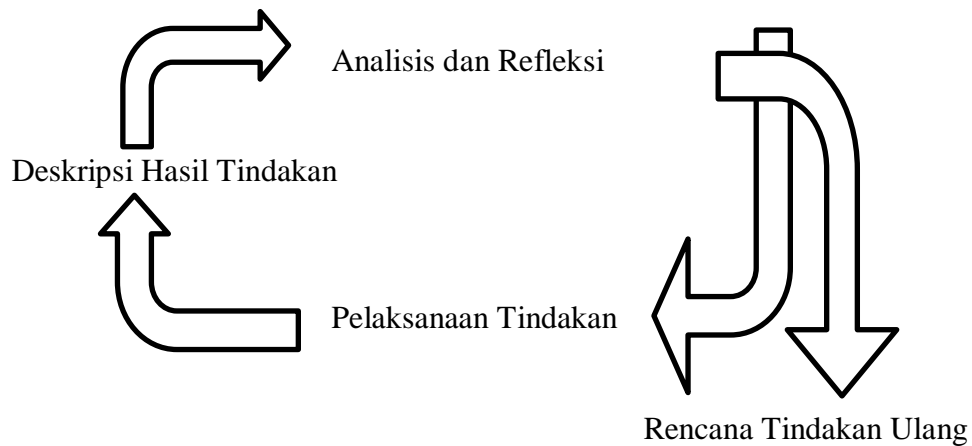 Analisis dan Refleksi
Deskripsi Hasil Tindakan
Pelaksanaan Tindakan
Rencana Tindakan Ulang